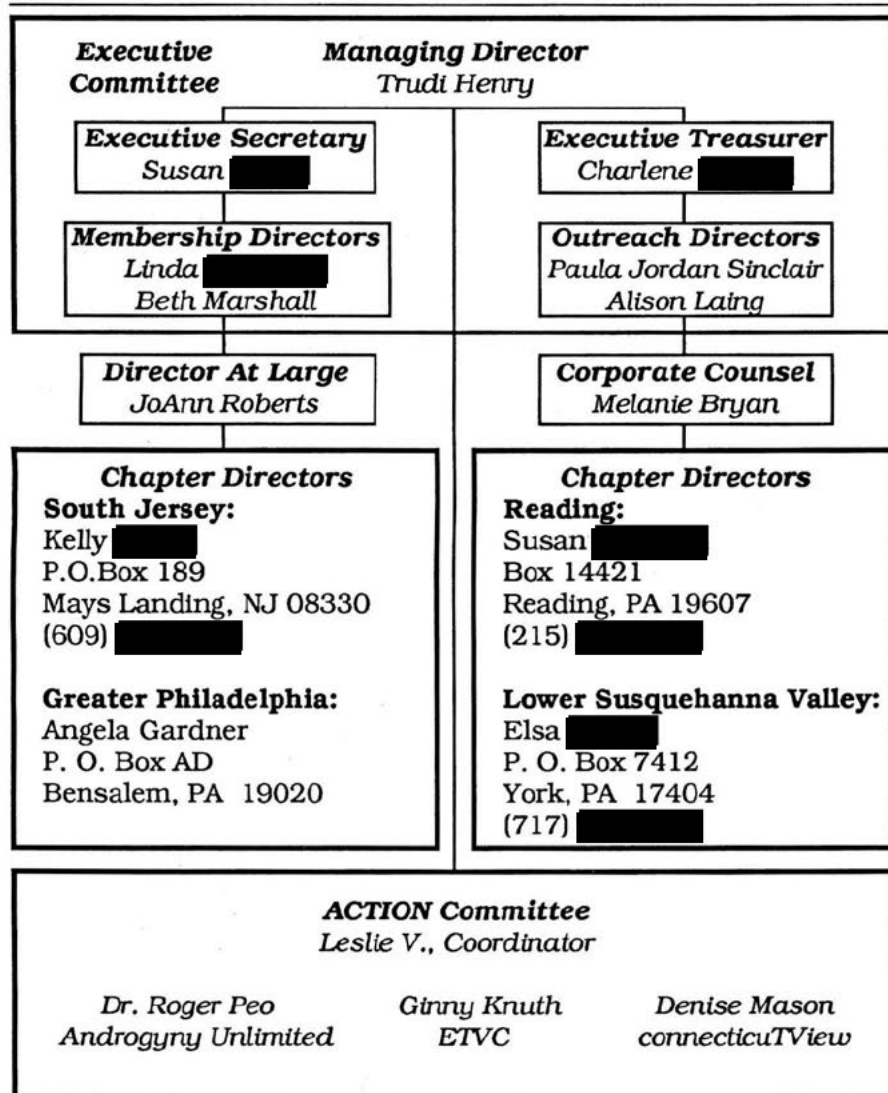 Executive Committee
Managing Director
Trudi Henry
Executive Secretary
Susan
Executive Treasurer
Charlene
Membership Directors
Linda
Beth Marshall
Outreach Directors
Paula Jordan Sinclair
Alison Laing
Director At Large
JoAnn Roberts
Corporate Counsel
Melanie Bryan
Chapter Directors
South Jersey:
Kelly
P.O.Box 189
Mays Landing, NJ 08330
(609)
Greater Philadelphia:
Angela Gardner
P. O. Box AD
Bensalem, PA 19020
Chapter Directors
Reading:
Susan
Box 14421
Reading, PA 19607
(215)
Lower Susquehanna Valley:
Elsa
P. O. Box 7412
York, PA 17404
(717)
ACTION Committee
Leslie V., Coordinator
Dr. Roger Peo
Androgyny Unlimited
Ginny Knuth
ETVC
Denise Mason
connecticuTView